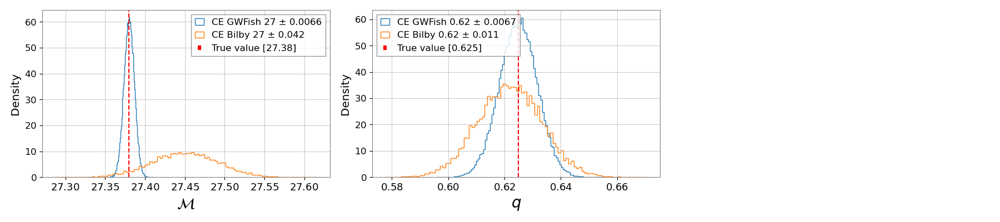 CE GWFish 27 ± 0.0066
CE Bilby 27 ± 0.042
True value [27.38]
60
50
40
30
20
10
0
Density
27.30 27.35 27.40 27.45 27.50 27.55 27.60
ℳ
CE GWFish 0.62 ± 0.0067
CE Bilby 0.62 ± 0.011
True value [0.625]
60
50
40
30
20
10
0
Density
0.58 0.60 0.62 0.64 0.66
q